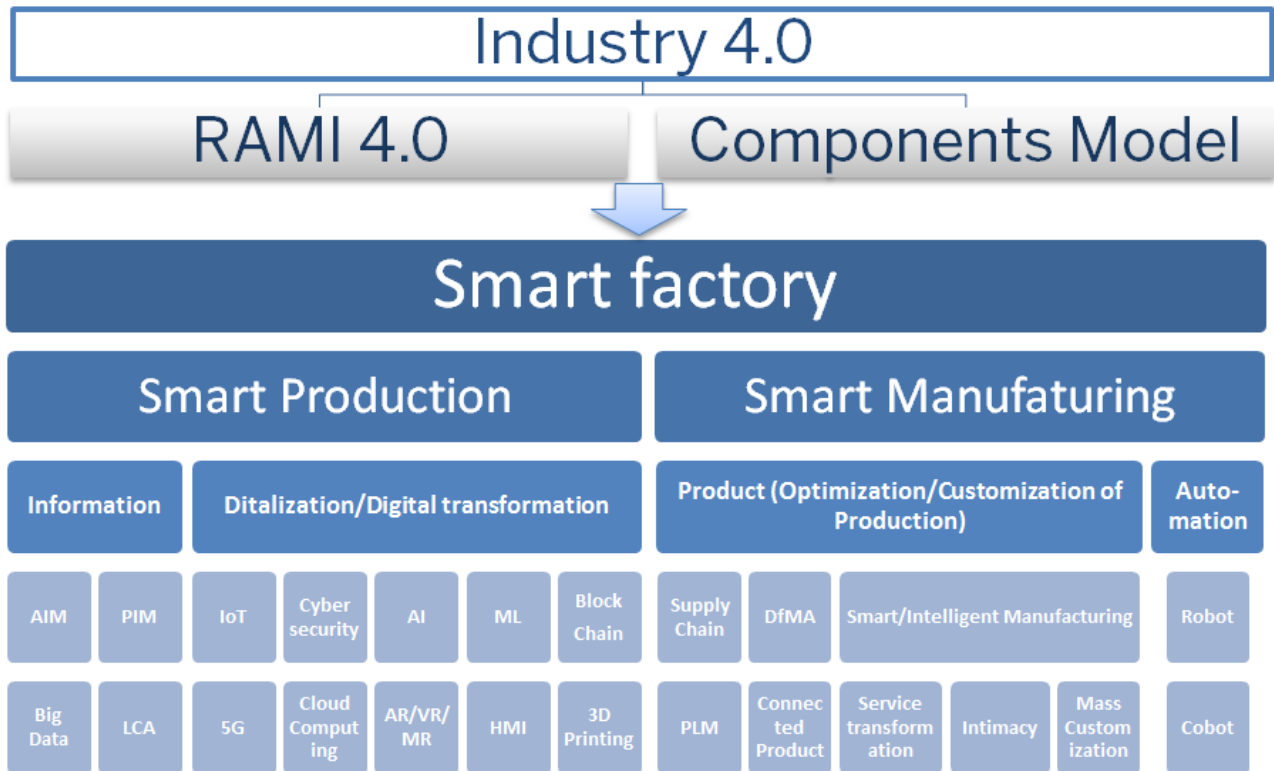 Industry 4.0
RAMI 4.0
Components Model
Smart factory
Smart Production
Smart Manufaturing
Information
Ditalization/Digital transformation
Product (Optimization/Customization of
Production)
Auto-
mation
AIM
PIM
IoT
Cyber
security
AI
ML
Block
Chain
Supply
Chain
DfMA
Smart/Intelligent Manufacturing
Robot
Big
Data
LCA
5G
Cloud
Comput
ing
AR/VR/
MR
HMI
3D
Printing
PLM
Connec
ted
Product
Service
transform
ation
Intimacy
Mass
Custom
ization
Cobot